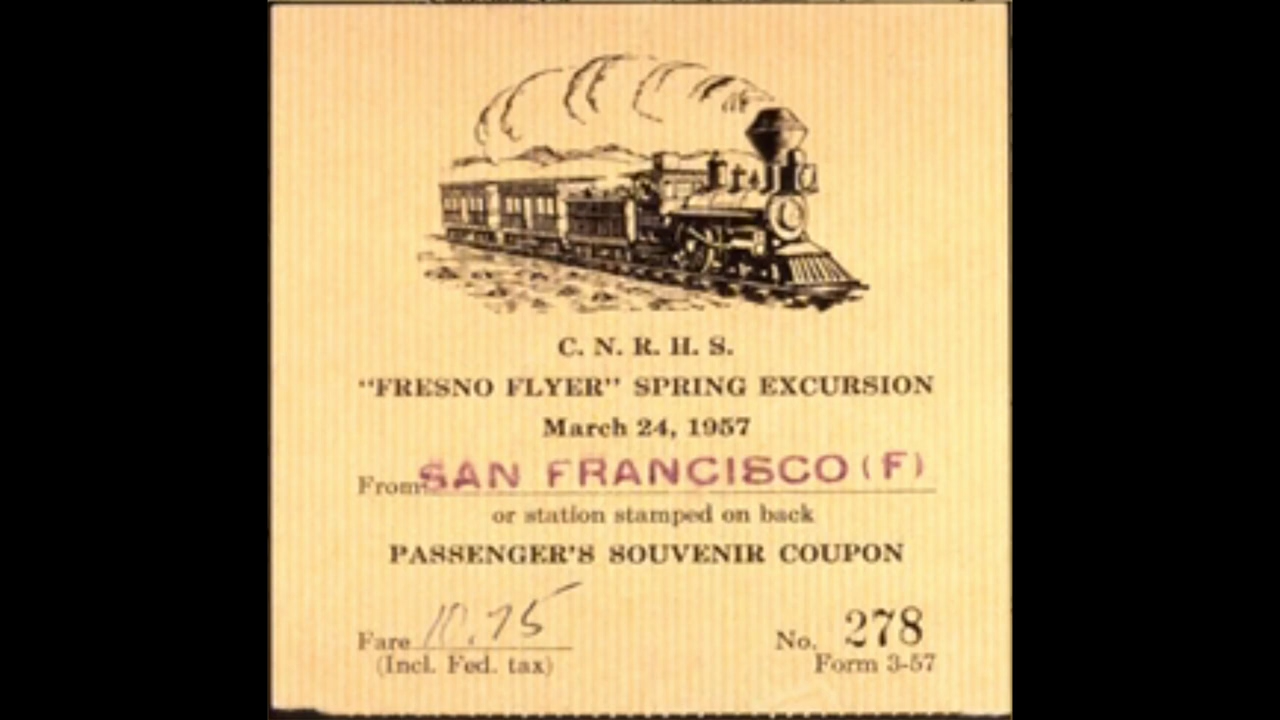 C. N. R. H. S.
"FRESNO FLYER" SPRING EXCURSION
March 24, 1957
From SAN FRANCISCO (F)
or station stamped on back
PASSENGER'S SOUVENIR COUPON
Fare 10.75
(Incl. Fed. tax)
No. 278
Form 3-57